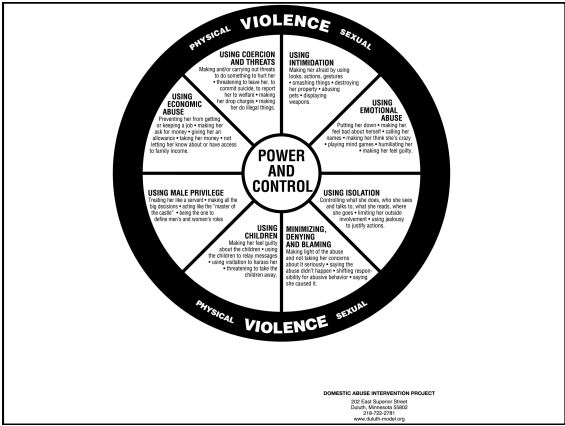 PHYSICAL VIOLENCE SEXUAL
USING COERCION
AND THREATS
Making and/or carrying out threats
to do something to hurt her
• threatening to leave her, to
commit suicide, to report
her to welfare • making
her drop charges • making
her do illegal things.
USING
INTIMIDATION
Making her afraid by using
looks, actions, gestures
• smashing things • destroying
her property • abusing
pets • displaying
weapons.
USING
ECONOMIC
ABUSE
Preventing her from getting
or keeping a job • making her
ask for money • giving her an
allowance • taking her money • not
letting her know about or have access
to family income.
USING
EMOTIONAL
ABUSE
Putting her down • making her
feel bad about herself • calling her
names • making her think she's crazy
• playing mind games • humiliating her
• making her feel guilty.
POWER
AND
CONTROL
USING MALE PRIVILEGE
Treating her like a servant • making all the
big decisions • acting like the "master of
the castle" • being the one to
define men's and women's roles
USING ISOLATION
Controlling what she does, who she sees
and talks to, what she reads, where
she goes • limiting her outside
involvement • using jealousy
to justify actions.
USING
CHILDREN
Making her feel guilty
about the children • using
the children to relay messages
• using visitation to harass her
• threatening to take the
children away.
MINIMIZING,
DENYING
AND BLAMING
Making light of the abuse
and not taking her concerns
about it seriously • saying the
abuse didn't happen • shifting respon-
sibility for abusive behavior • saying
she caused it.
PHYSICAL VIOLENCE SEXUAL
DOMESTIC ABUSE INTERVENTION PROJECT
202 East Superior Street
Duluth, Minnesota 55802
218-722-2781
www.duluth-model.org